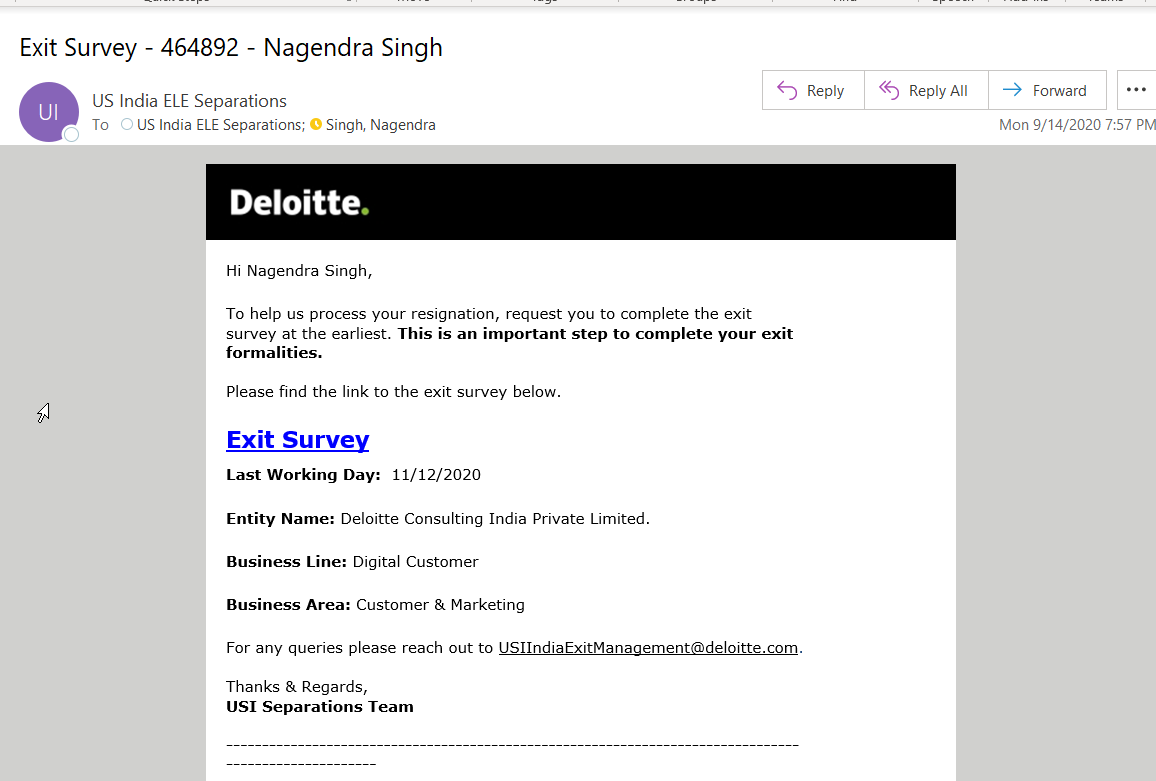 Exit Survey - 464892 - Nagendra Singh
UI
US India ELE Separations
To US India ELE Separations; Singh, Nagendra
Reply
Reply All
Forward
Mon 9/14/2020 7:57 PM
Deloitte.
Hi Nagendra Singh,
To help us process your resignation, request you to complete the exit
survey at the earliest. This is an important step to complete your exit
formalities.
Please find the link to the exit survey below.
Exit Survey
Last Working Day: 11/12/2020
Entity Name: Deloitte Consulting India Private Limited.
Business Line: Digital Customer
Business Area: Customer & Marketing
For any queries please reach out to USIIndiaExitManagement@deloitte.com.
Thanks & Regards,
USI Separations Team
--------------------------------------------------------------------------------
---------------------